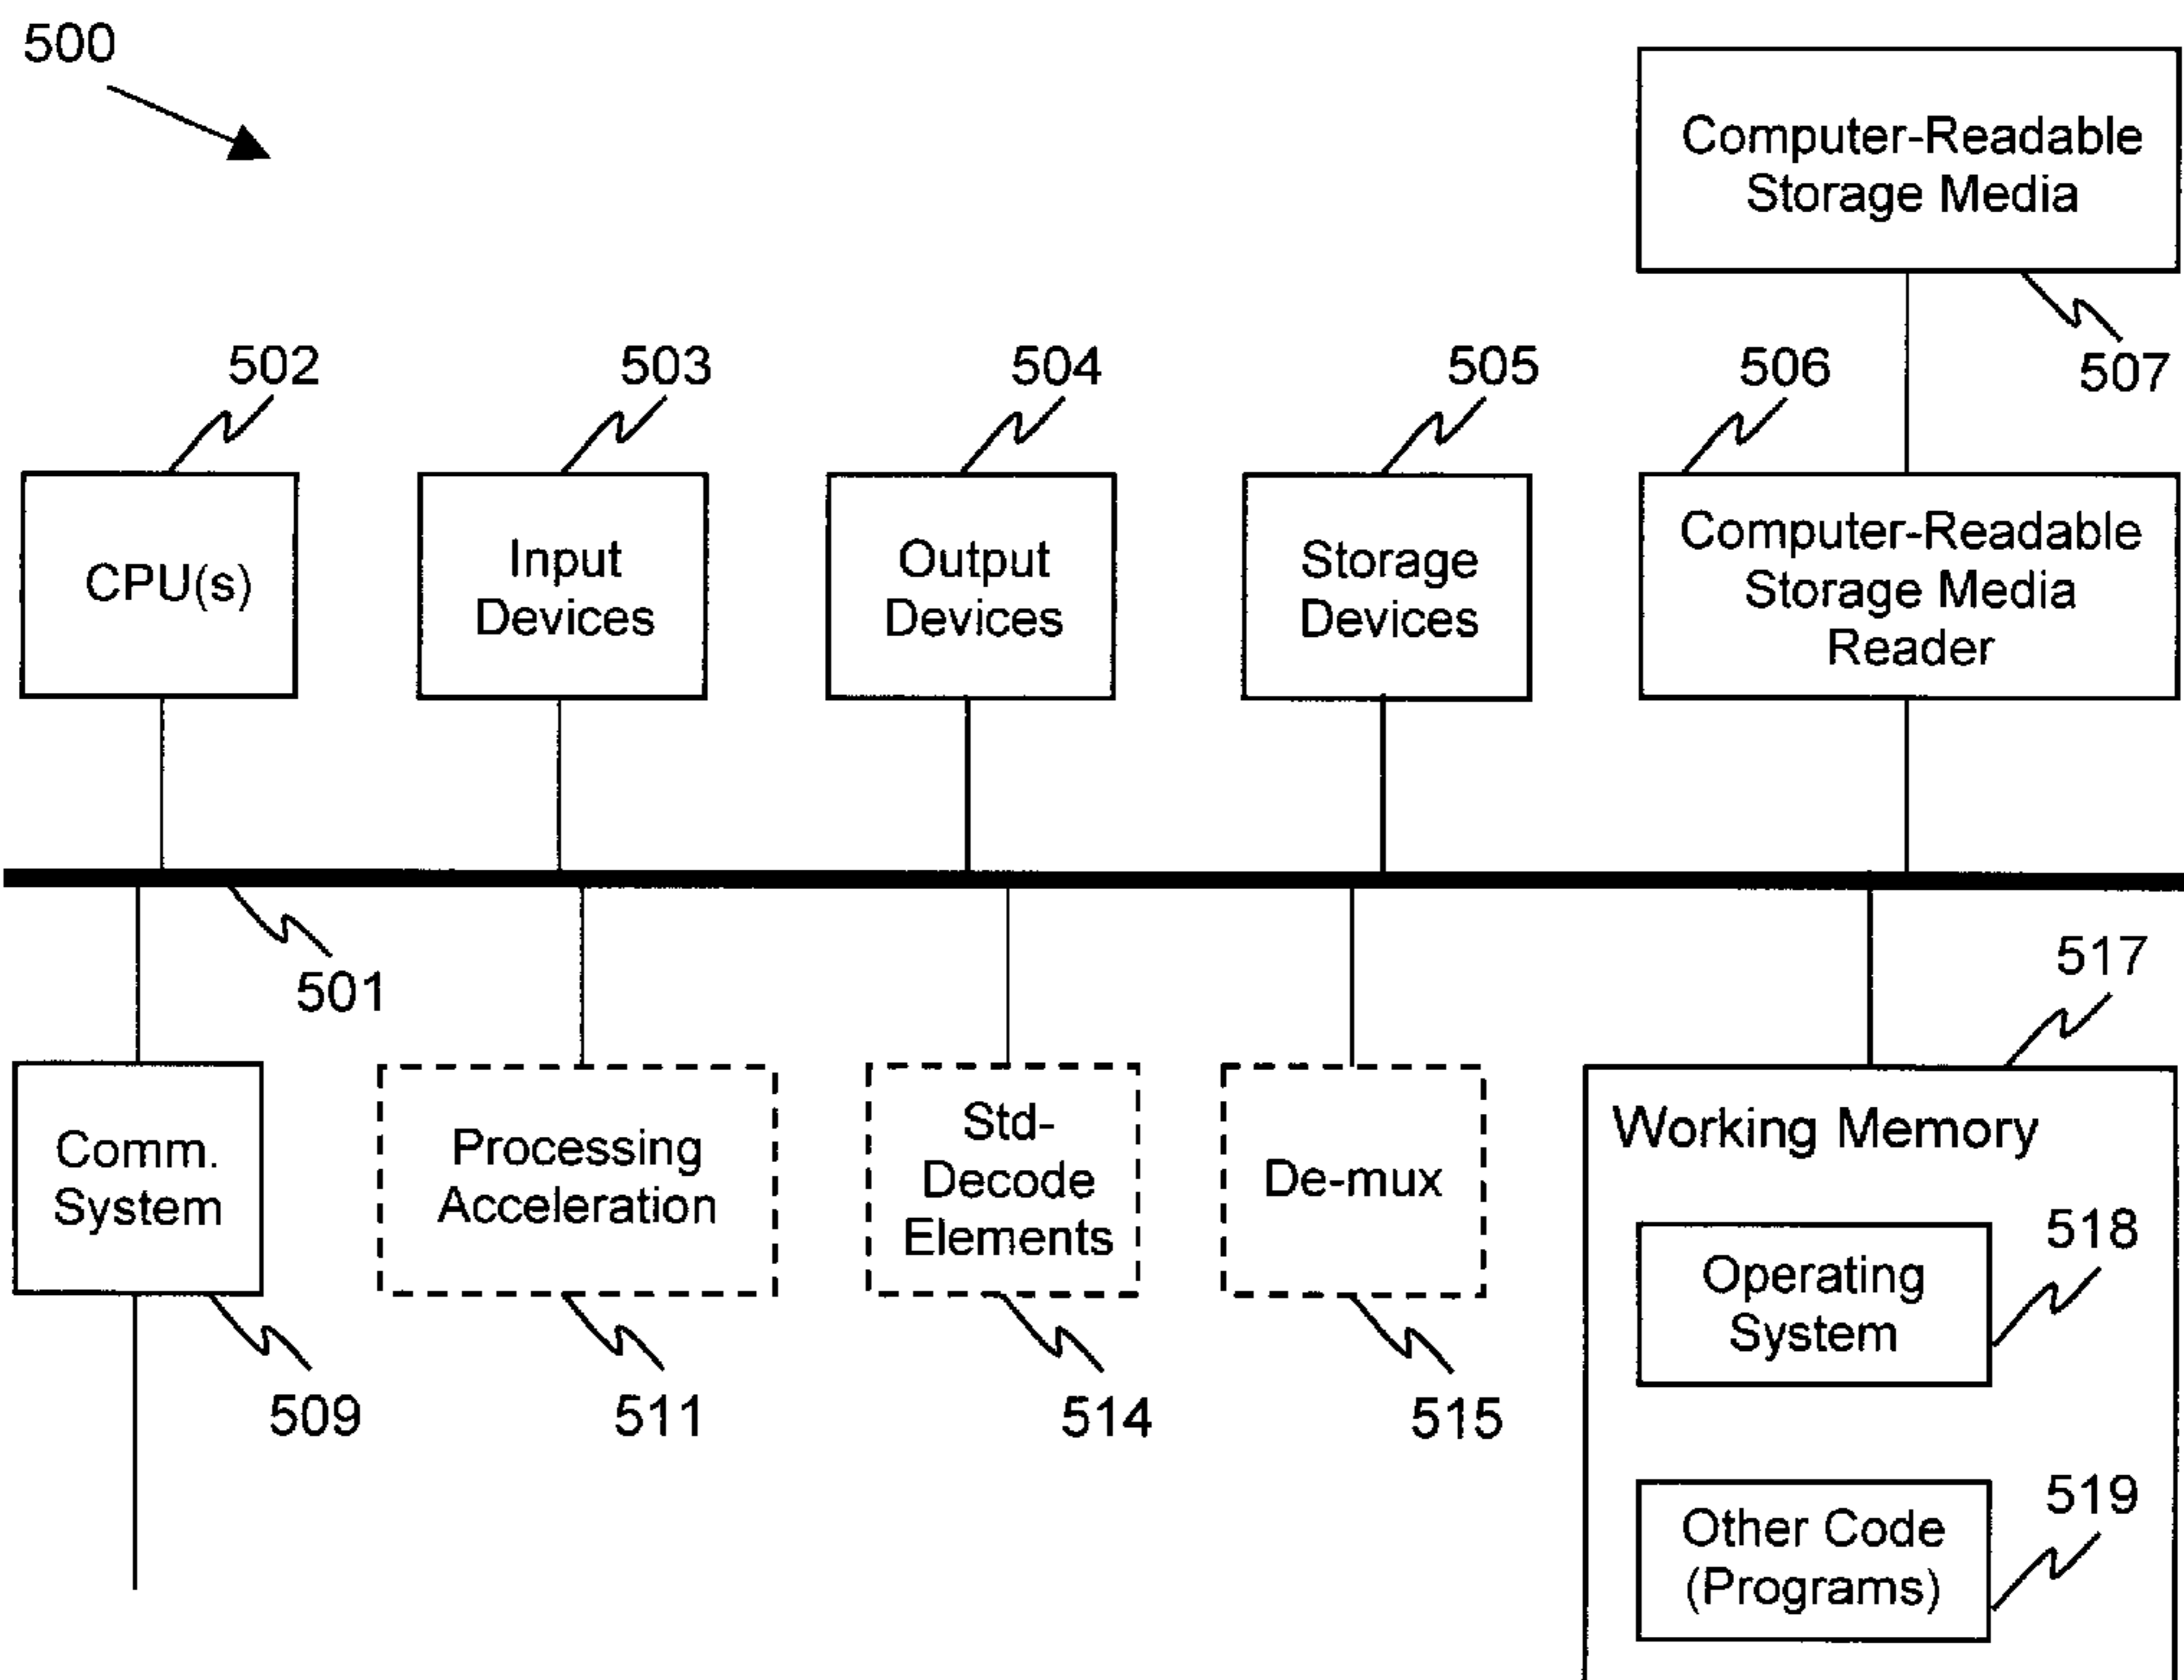 500
Computer-Readable
Storage Media
507
502
503
504
505
506
CPU(s)
Input
Devices
Output
Devices
Storage
Devices
Computer-Readable
Storage Media
Reader
501
517
Comm.
System
Processing
Acceleration
Std-
Decode
Elements
De-mux
Working Memory
518
Operating
System
509
511
514
515
519
Other Code
(Programs)